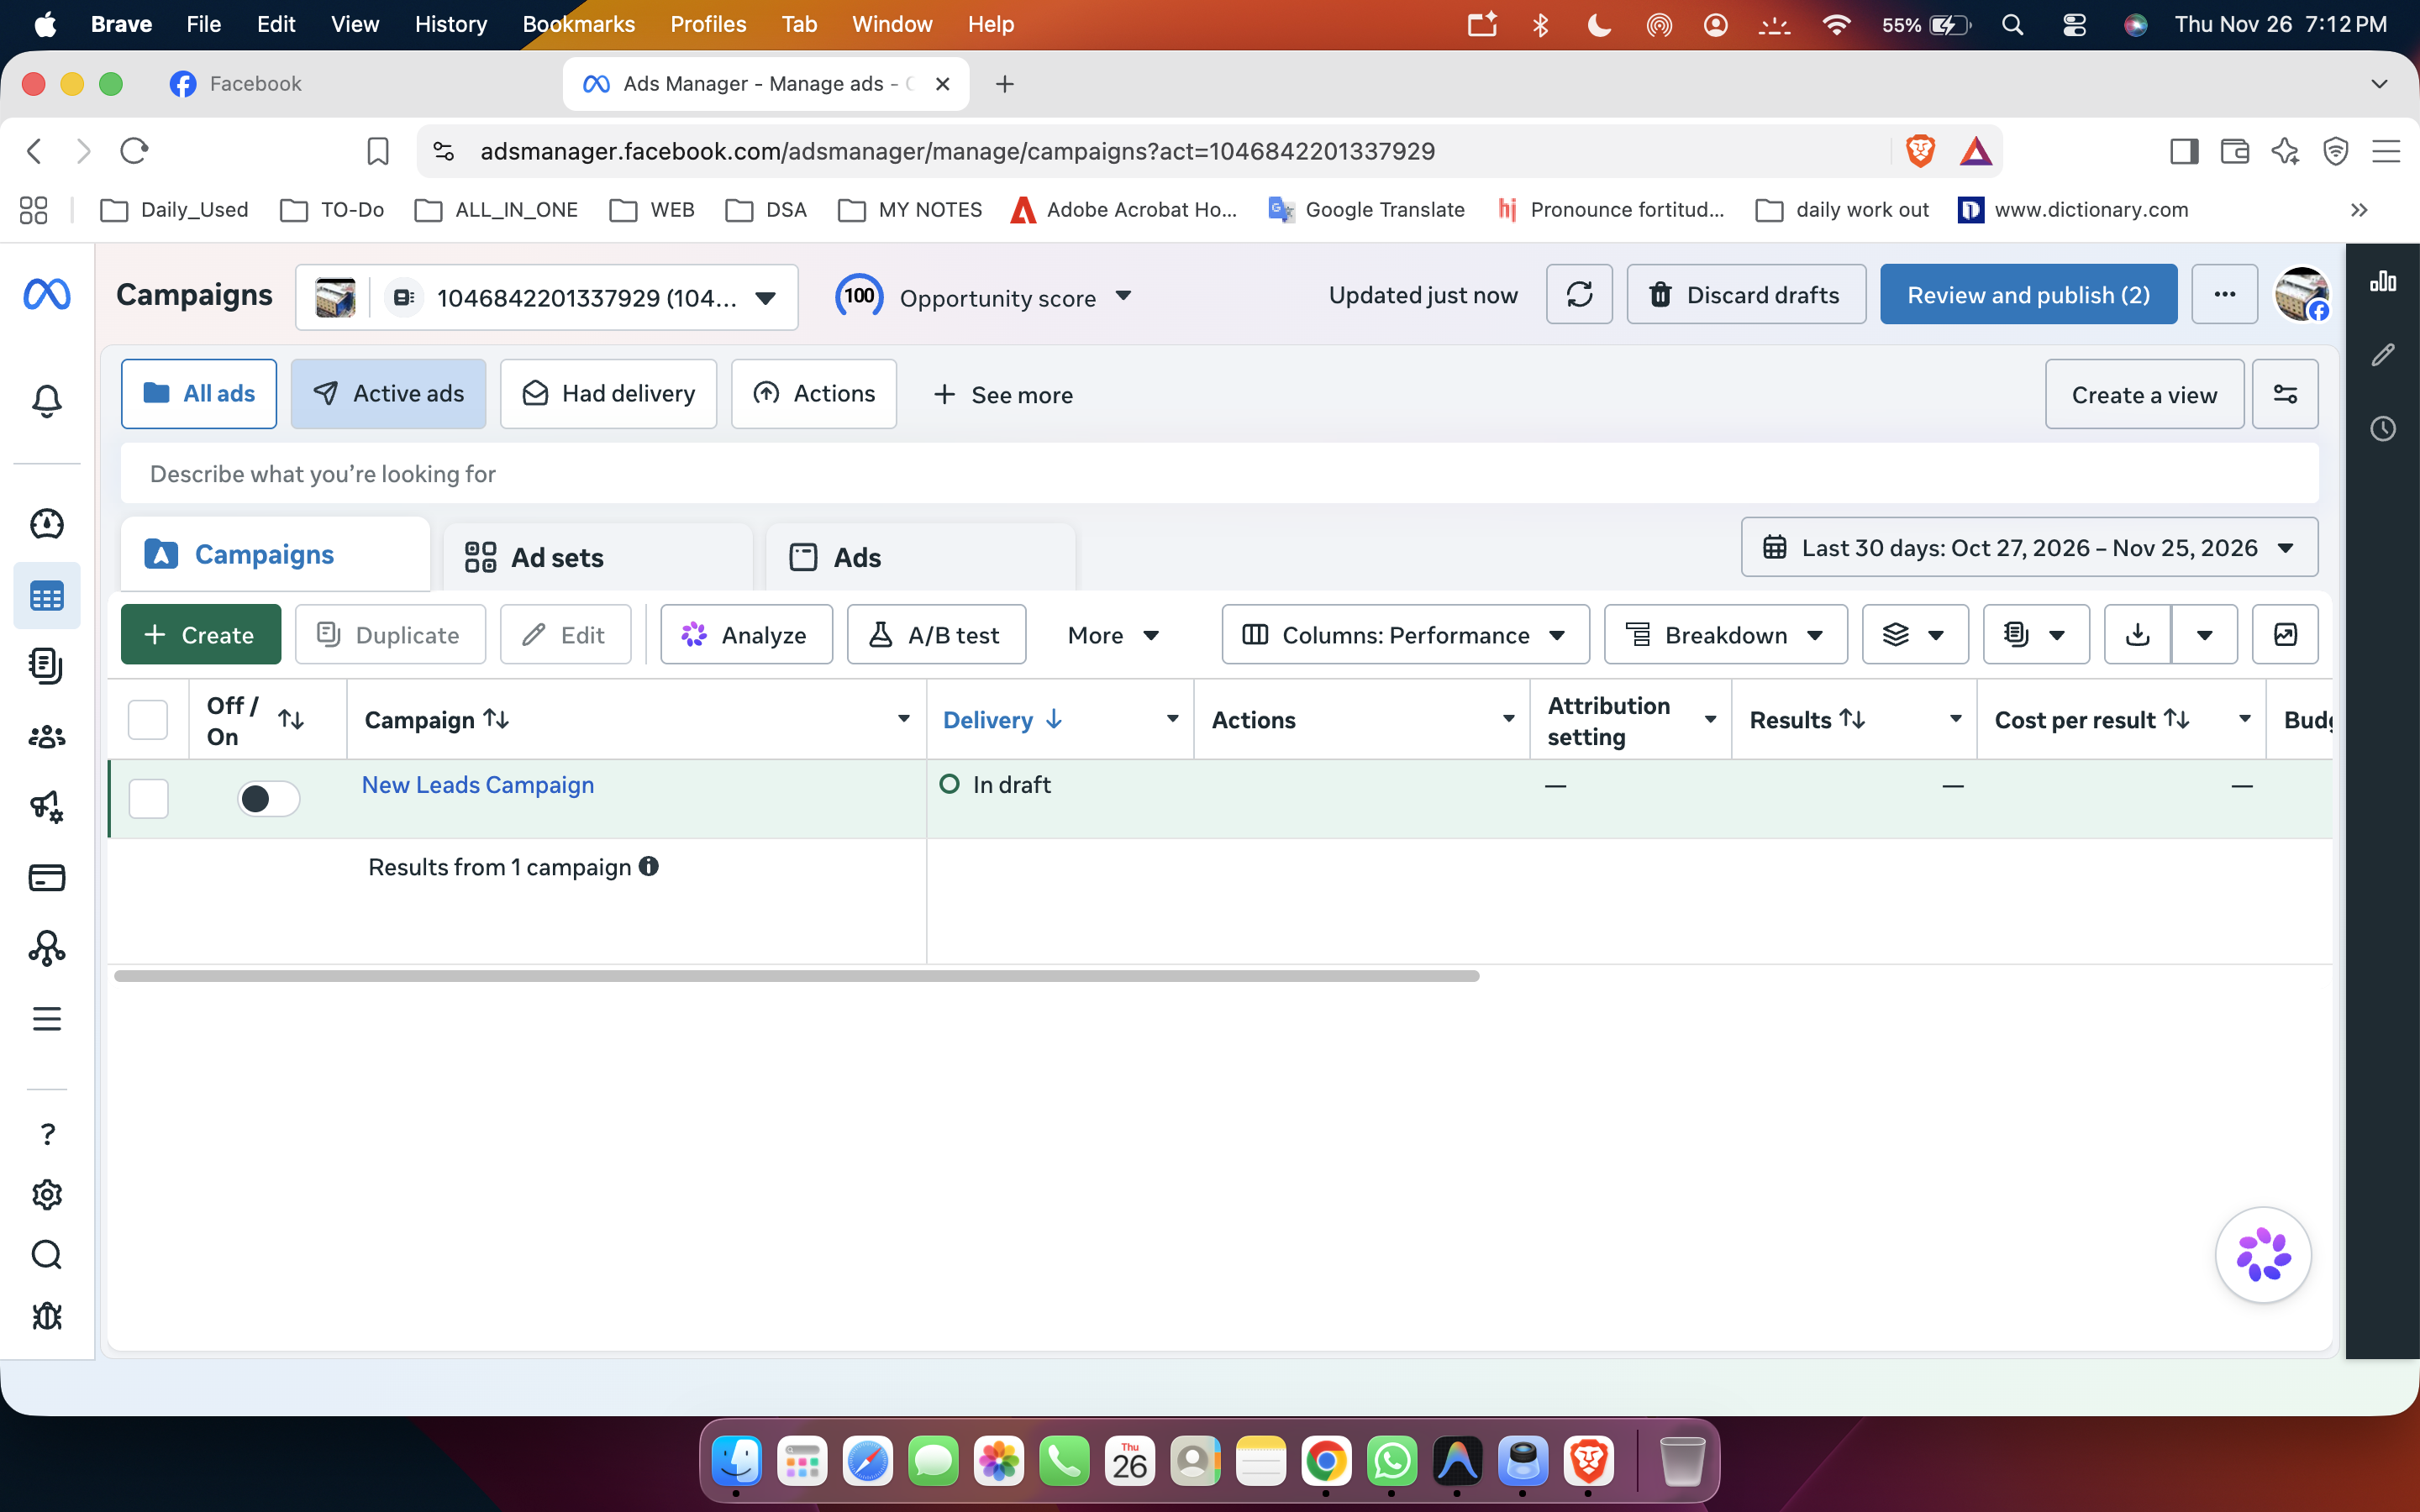 Brave File Edit View History Bookmarks Profiles Tab Window Help 55% Thu Nov 26 7:12 PM
Facebook Ads Manager - Manage ads -
adsmanager.facebook.com/adsmanager/manage/campaigns?act=1046842201337929
Daily_Used TO-Do ALL_IN_ONE WEB DSA MY NOTES Adobe Acrobat Ho... Google Translate hj Pronounce fortitud... daily work out www.dictionary.com
Campaigns 1046842201337929 (104... 100 Opportunity score Updated just now Discard drafts Review and publish (2)
All ads Active ads Had delivery Actions See more Create a view
Describe what you’re looking for
Campaigns Ad sets Ads Last 30 days: Oct 27, 2026 – Nov 25, 2026
Create Duplicate Edit Analyze A/B test More Columns: Performance Breakdown
Off / On Campaign Delivery Actions Attribution setting Results Cost per result
New Leads Campaign In draft — — —
Results from 1 campaign
Thu
26